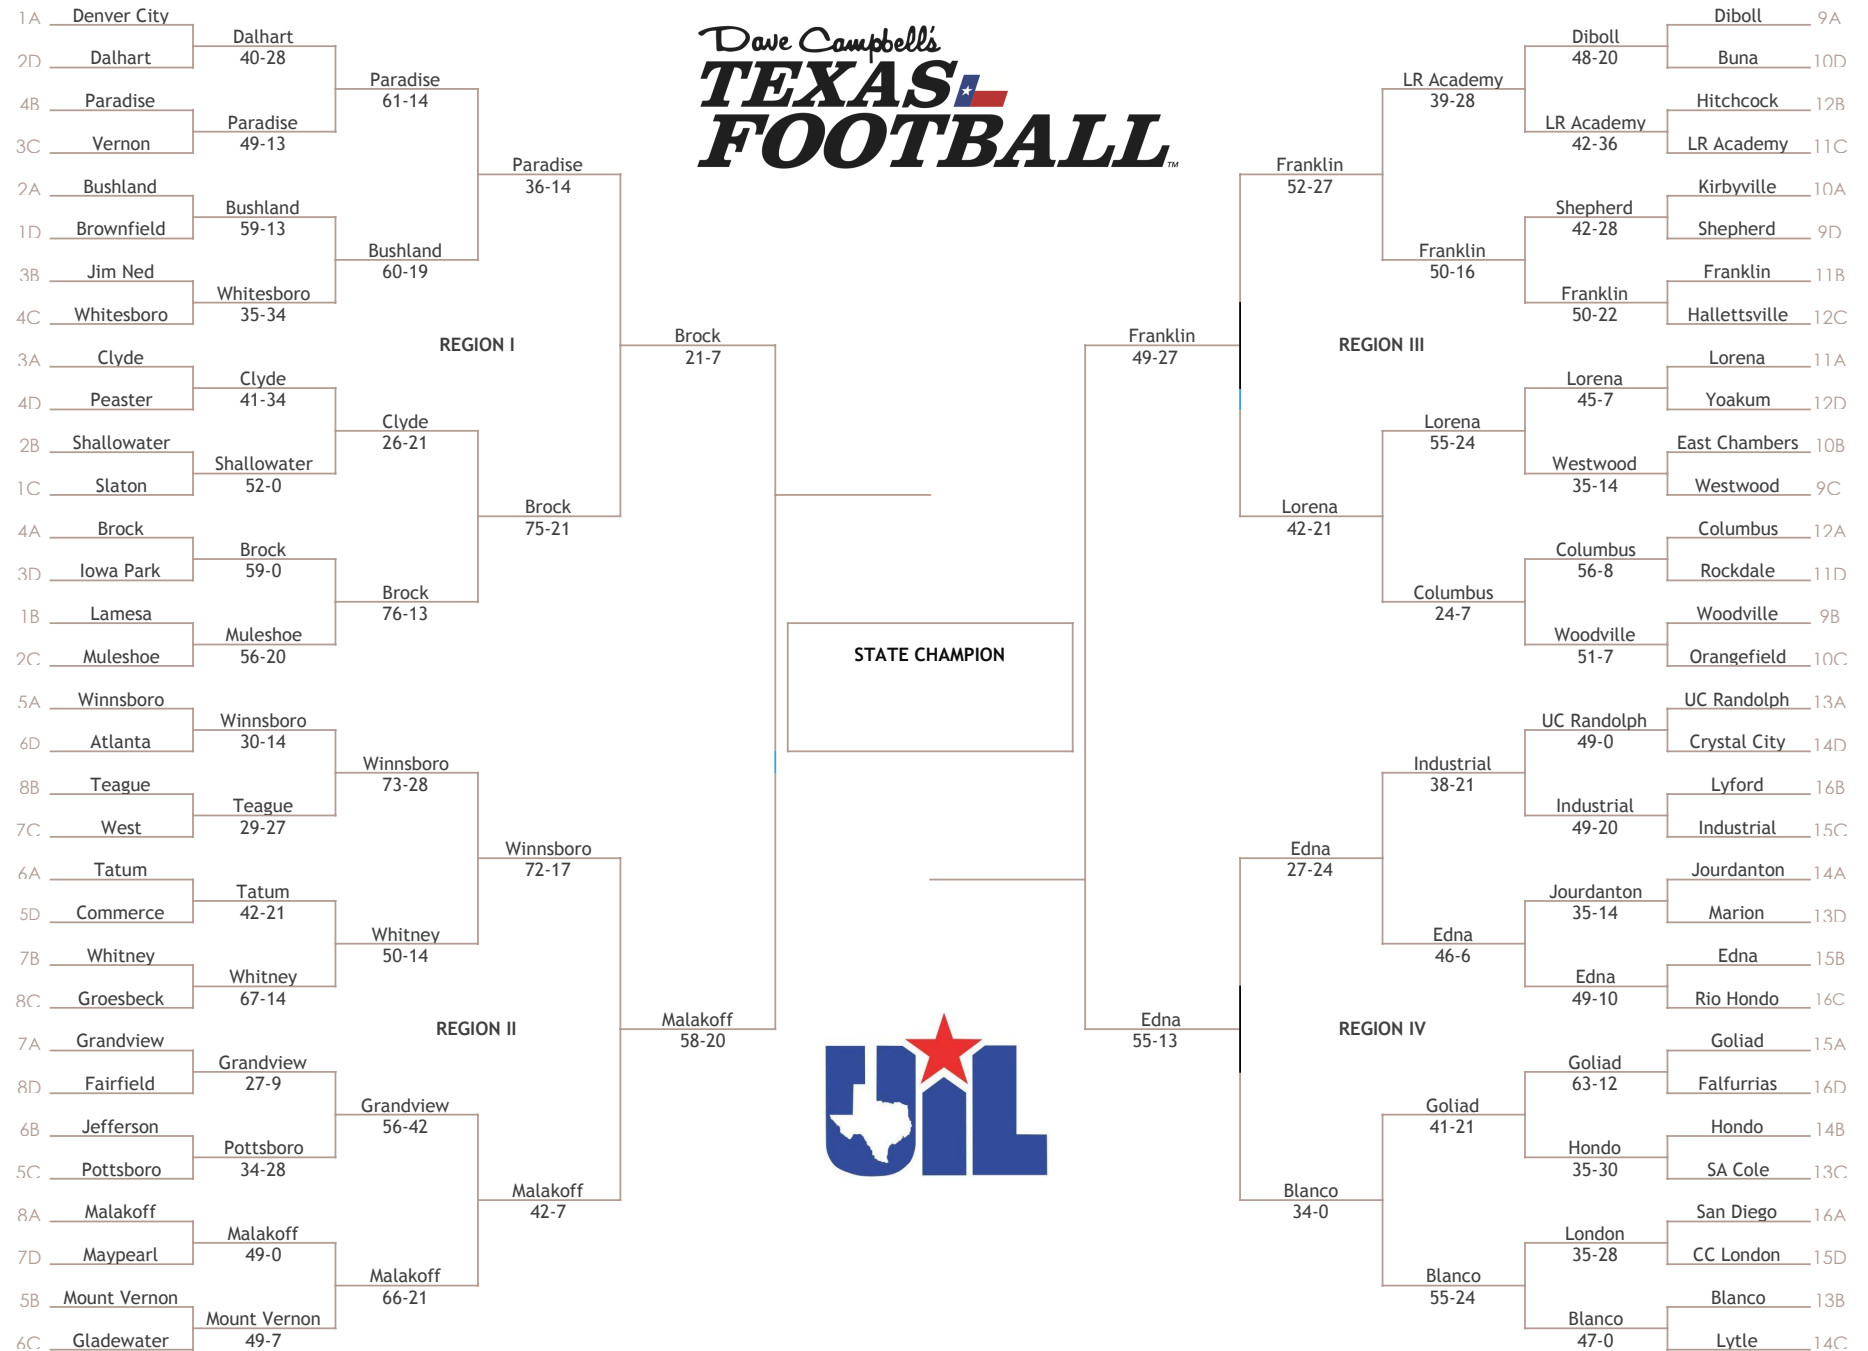 Dave Campbell's
TEXAS
FOOTBALL™
1A Denver City
2D Dalhart
4B Paradise
3C Vernon
2A Bushland
1D Brownfield
3B Jim Ned
4C Whitesboro
3A Clyde
4D Peaster
2B Shallowater
1C Slaton
4A Brock
3D Iowa Park
1B Lamesa
2C Muleshoe
5A Winnsboro
6D Atlanta
8B Teague
7C West
6A Tatum
5D Commerce
7B Whitney
8C Groesbeck
7A Grandview
8D Fairfield
6B Jefferson
5C Pottsboro
8A Malakoff
7D Maypearl
5B Mount Vernon
6C Gladewater
Dalhart
40-28
Paradise
49-13
Bushland
59-13
Whitesboro
35-34
Clyde
41-34
Shallowater
52-0
Brock
59-0
Muleshoe
56-20
Winnsboro
30-14
Teague
29-27
Tatum
42-21
Whitney
67-14
Grandview
27-9
Pottsboro
34-28
Malakoff
49-0
Mount Vernon
49-7
Paradise
61-14
Bushland
60-19
Clyde
26-21
Brock
76-13
Winnsboro
73-28
Whitney
50-14
Grandview
56-42
Malakoff
66-21
Paradise
36-14
REGION I
Brock
75-21
Winnsboro
72-17
REGION II
Malakoff
42-7
Brock
21-7
Malakoff
58-20
STATE CHAMPION
UIL
Franklin
49-27
Edna
55-13
Franklin
52-27
REGION III
Lorena
42-21
Edna
27-24
REGION IV
Blanco
34-0
LR Academy
39-28
Franklin
50-16
Lorena
55-24
Columbus
24-7
Industrial
38-21
Edna
46-6
Goliad
41-21
Blanco
55-24
Diboll
48-20
LR Academy
42-36
Shepherd
42-28
Franklin
50-22
Lorena
45-7
Westwood
35-14
Columbus
56-8
Woodville
51-7
UC Randolph
49-0
Industrial
49-20
Jourdanton
35-14
Edna
49-10
Goliad
63-12
Hondo
35-30
London
35-28
Blanco
47-0
Diboll 9A
Buna 10D
Hitchcock 12B
LR Academy 11C
Kirbyville 10A
Shepherd 9D
Franklin 11B
Hallettsville 12C
Lorena 11A
Yoakum 12D
East Chambers 10B
Westwood 9C
Columbus 12A
Rockdale 11D
Woodville 9B
Orangefield 10C
UC Randolph 13A
Crystal City 14D
Lyford 16B
Industrial 15C
Jourdanton 14A
Marion 13D
Edna 15B
Rio Hondo 16C
Goliad 15A
Falfurrias 16D
Hondo 14B
SA Cole 13C
San Diego 16A
CC London 15D
Blanco 13B
Lytle 14C